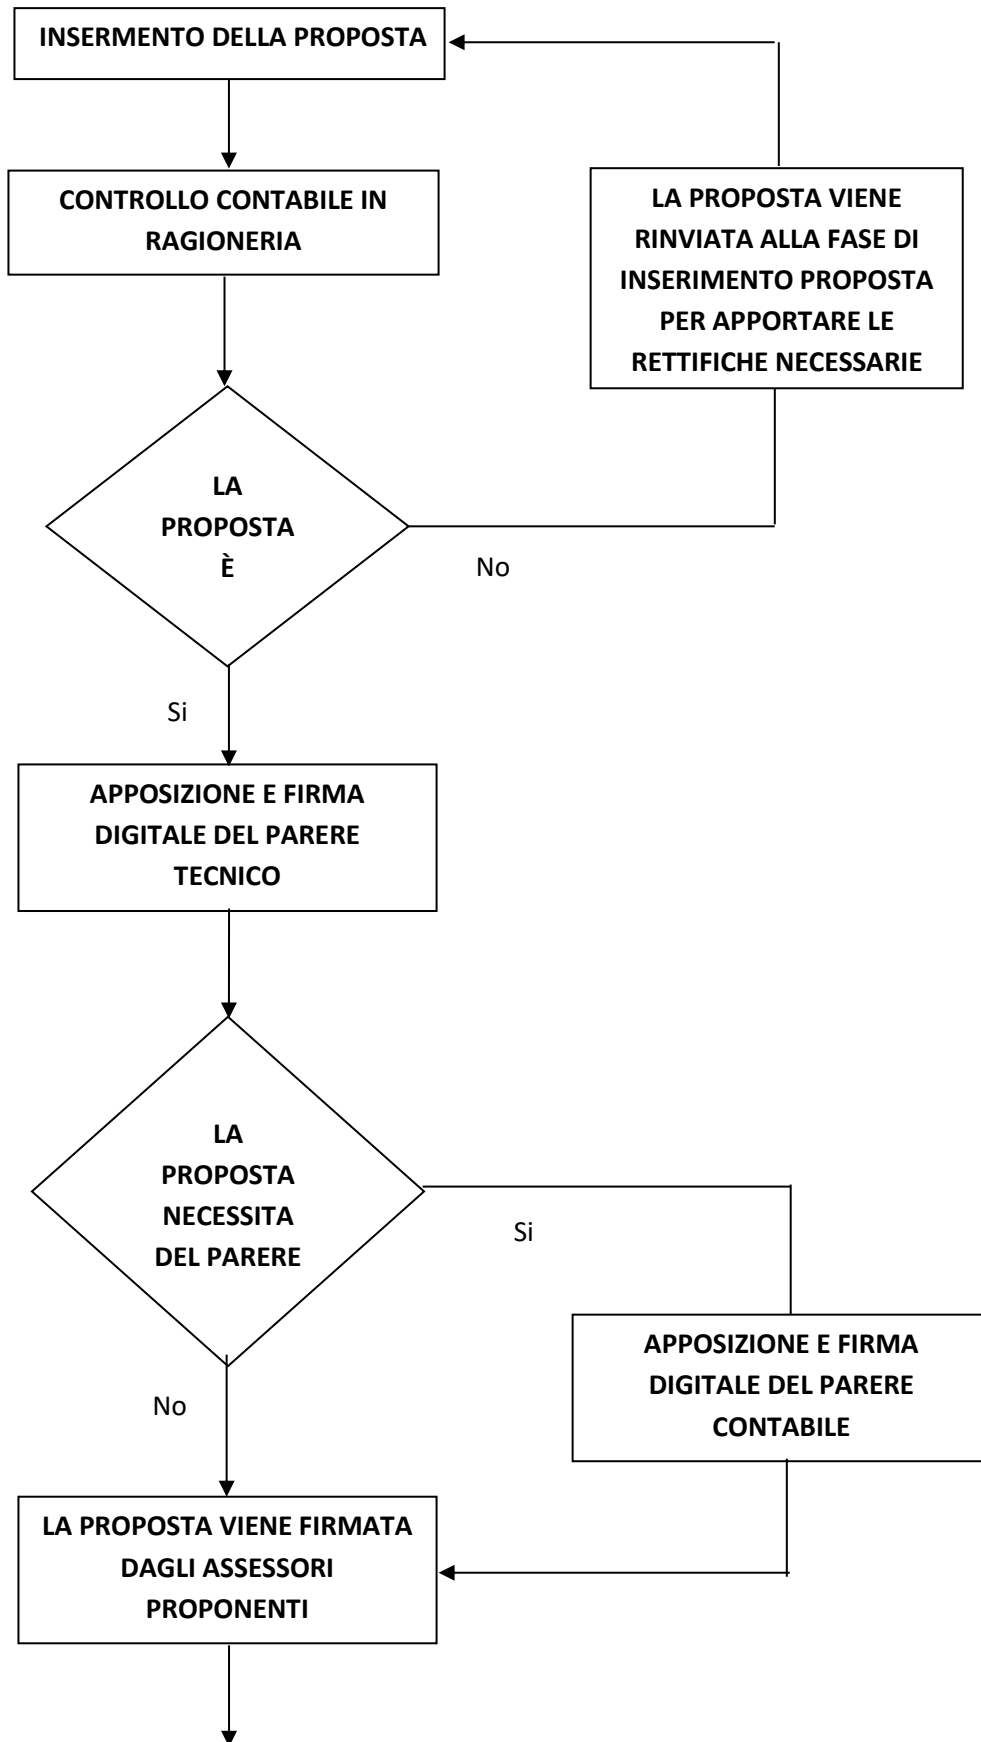 INSERMENTO DELLA PROPOSTA
CONTROLLO CONTABILE IN
RAGIONERIA
LA PROPOSTA VIENE
RINVIATA ALLA FASE DI
INSERIMENTO PROPOSTA
PER APPORTARE LE
RETTIFICHE NECESSARIE
LA
PROPOSTA
È
No
Si
APPOSIZIONE E FIRMA
DIGITALE DEL PARERE
TECNICO
LA
PROPOSTA
NECESSITA
DEL PARERE
Si
APPOSIZIONE E FIRMA
DIGITALE DEL PARERE
CONTABILE
No
LA PROPOSTA VIENE FIRMATA
DAGLI ASSESSORI
PROPONENTI